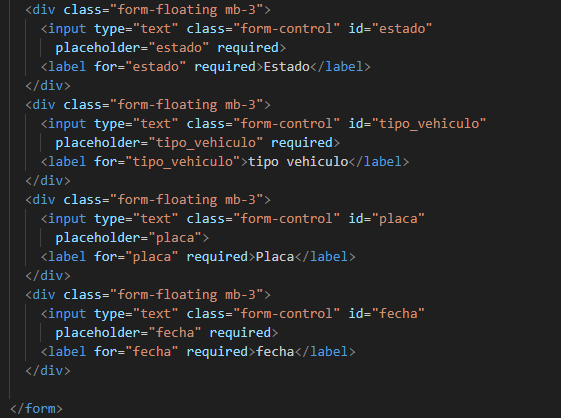 <div class="form-floating mb-3">
<input type="text" class="form-control" id="estado"
placeholder="estado" required>
<label for="estado" required>Estado</label>
</div>
<div class="form-floating mb-3">
<input type="text" class="form-control" id="tipo_vehiculo"
placeholder="tipo_vehiculo" required>
<label for="tipo_vehiculo">tipo vehiculo</label>
</div>
<div class="form-floating mb-3">
<input type="text" class="form-control" id="placa"
placeholder="placa">
<label for="placa" required>Placa</label>
</div>
<div class="form-floating mb-3">
<input type="text" class="form-control" id="fecha"
placeholder="fecha" required>
<label for="fecha" required>fecha</label>
</div>
</form>